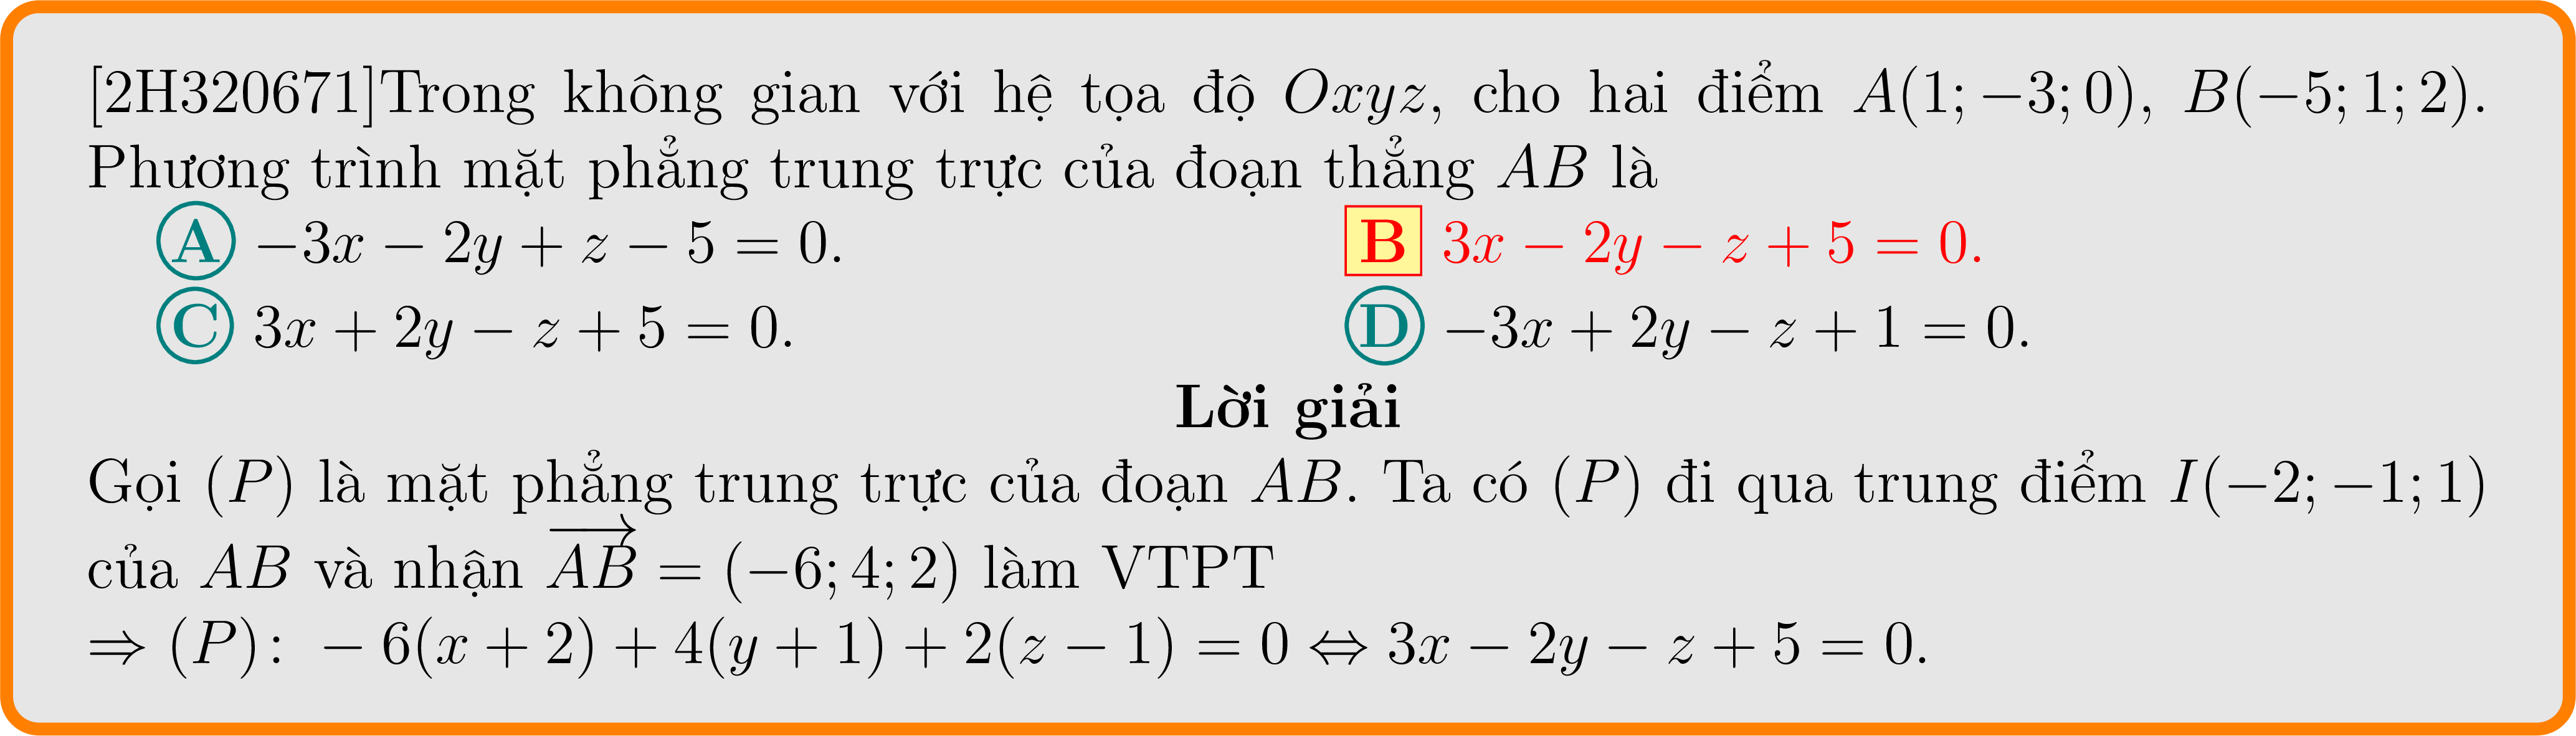 [2H320671]Trong không gian với hệ tọa độ Oxyz, cho hai điểm A(1; −3; 0), B(−5; 1; 2).
Phương trình mặt phẳng trung trực của đoạn thẳng AB là
A −3x − 2y + z − 5 = 0. B 3x − 2y − z + 5 = 0.
C 3x + 2y − z + 5 = 0. D −3x + 2y − z + 1 = 0.
Lời giải
Gọi (P) là mặt phẳng trung trực của đoạn AB. Ta có (P) đi qua trung điểm I(−2; −1; 1)
của AB và nhận \overrightarrow{AB} = (−6; 4; 2) làm VTPT
⇒ (P): − 6(x + 2) + 4(y + 1) + 2(z − 1) = 0 ⇔ 3x − 2y − z + 5 = 0.